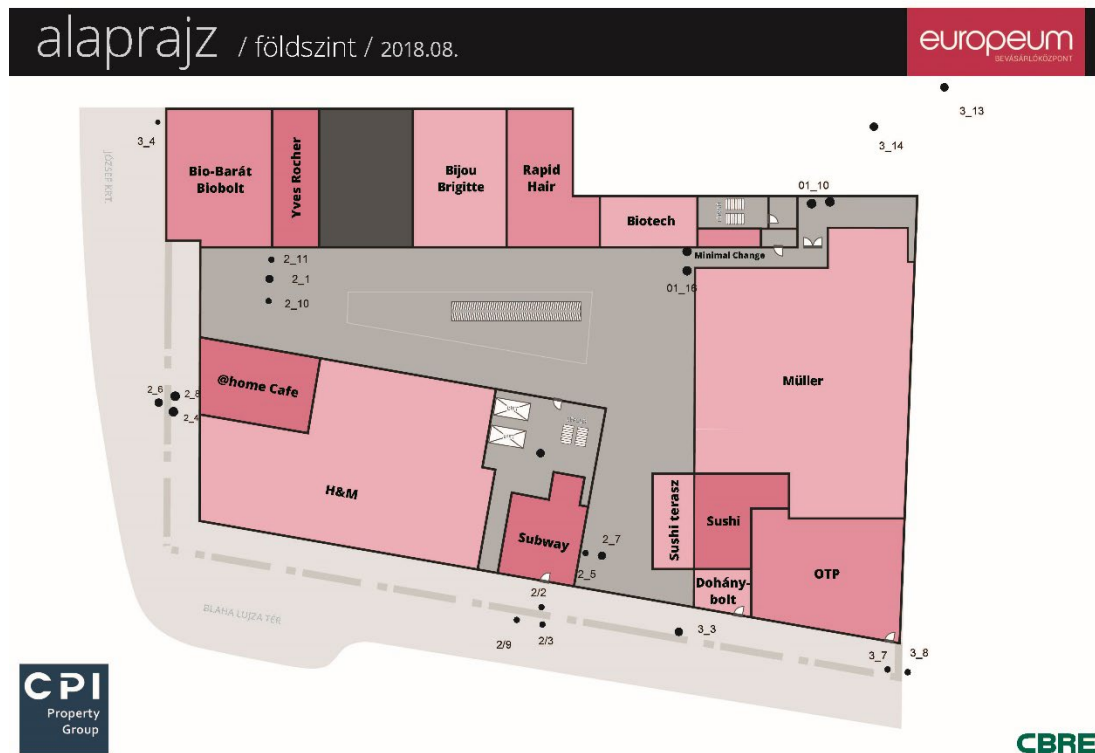 alaprajz / földszint / 2018.08.
europeum
BEVÁSÁRLÓKÖZPONT
3_13
3_14
3_4
JÓZSEF KRT.
Bio-Barát
Biobolt
Yves Rocher
Bijou
Brigitte
Rapid
Hair
Biotech
01_10
Minimal Change
01_16
2_11
2_1
2_10
Müller
@home Cafe
2_6
2_8
2_4
H&M
Sushi terasz
Sushi
Subway
2_7
2_5
OTP
Dohány-
bolt
2/2
BLAHA LUJZA TÉR
2/9
2/3
3_3
3_7
3_8
CPI
Property
Group
CBRE